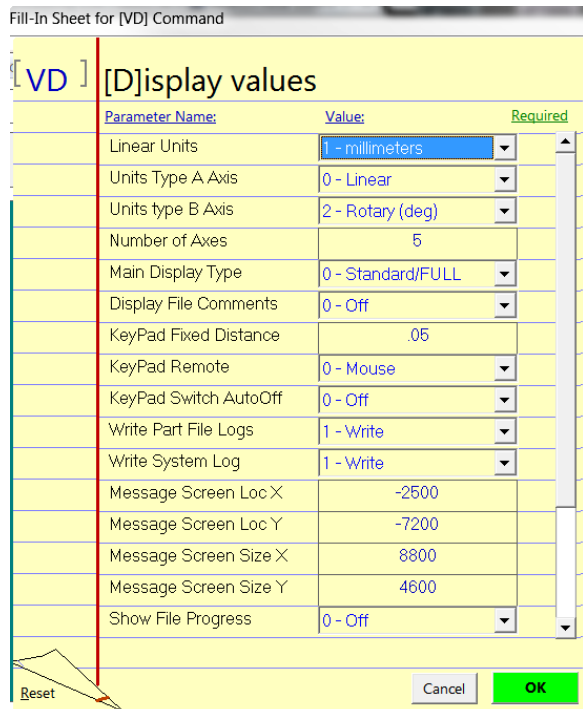 Fill-In Sheet for [VD] Command
[ VD ] [D]isplay values
Parameter Name: Value: Required
Linear Units 1 - millimeters
Units Type A Axis 0 - Linear
Units type B Axis 2 - Rotary (deg)
Number of Axes 5
Main Display Type 0 - Standard/FULL
Display File Comments 0 - Off
KeyPad Fixed Distance .05
KeyPad Remote 0 - Mouse
KeyPad Switch AutoOff 0 - Off
Write Part File Logs 1 - Write
Write System Log 1 - Write
Message Screen Loc X -2500
Message Screen Loc Y -7200
Message Screen Size X 8800
Message Screen Size Y 4600
Show File Progress 0 - Off
Reset Cancel OK